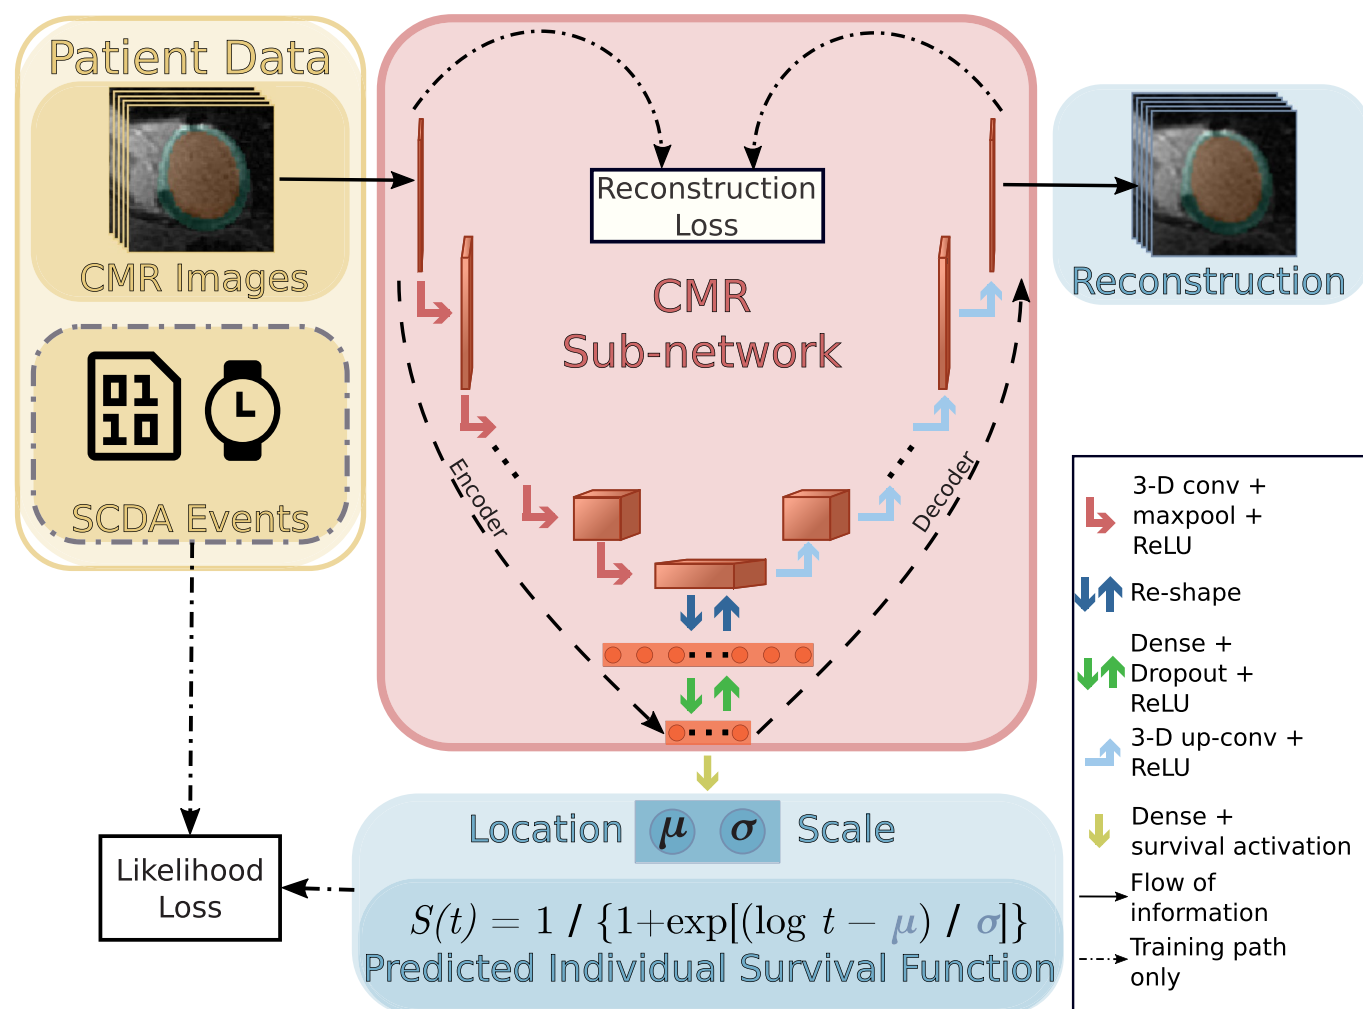 Patient Data
CMR Images
01
10
SCDA Events
Reconstruction
Loss
CMR
Sub-network
Encoder
Decoder
Reconstruction
Likelihood
Loss
Location μ σ Scale
S(t) = 1 / {1+exp[(log t − μ) / σ]}
Predicted Individual Survival Function
3-D conv +
maxpool +
ReLU
Re-shape
Dense +
Dropout +
ReLU
3-D up-conv +
ReLU
Dense +
survival activation
Flow of
information
Training path
only